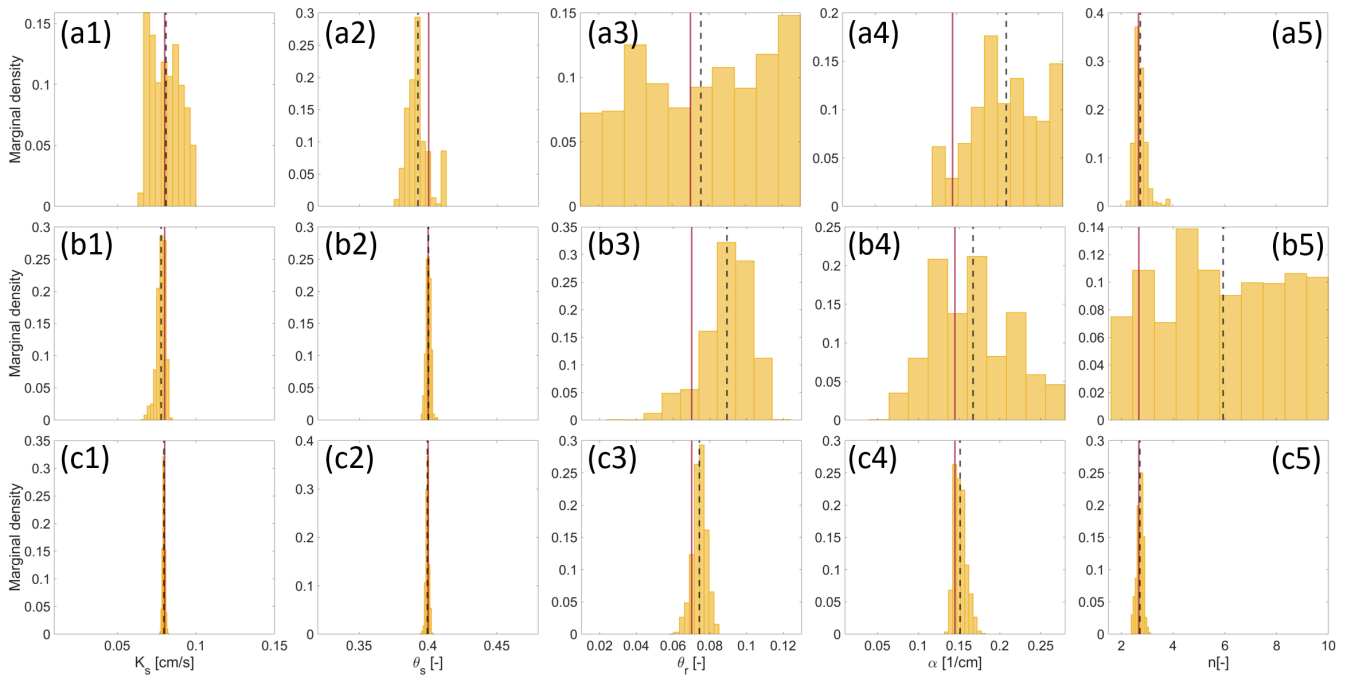 (a1) (a2) (a3) (a4) (a5)
Marginal density
0.15 0.1 0.05 0
0.3 0.25 0.2 0.15 0.1 0.05 0
0.15 0.1 0.05 0
0.2 0.15 0.1 0.05 0
0.4 0.3 0.2 0.1 0
(b1) (b2) (b3) (b4) (b5)
Marginal density
0.3 0.25 0.2 0.15 0.1 0.05 0
0.3 0.25 0.2 0.15 0.1 0.05 0
0.35 0.3 0.25 0.2 0.15 0.1 0.05 0
0.25 0.2 0.15 0.1 0.05 0
0.14 0.12 0.1 0.08 0.06 0.04 0.02 0
(c1) (c2) (c3) (c4) (c5)
Marginal density
0.35 0.3 0.25 0.2 0.15 0.1 0.05 0
0.4 0.3 0.2 0.1 0
0.3 0.25 0.2 0.15 0.1 0.05 0
0.3 0.25 0.2 0.15 0.1 0.05 0
0.3 0.25 0.2 0.15 0.1 0.05 0
0.05 0.1 0.15
0.4
0.02 0.04 0.06 0.08 0.1 0.12
0.05 0.1 0.15 0.2 0.25
2 4 6 8 10
Ks [cm/s]
θs [-]
θr [-]
α [1/cm]
n[-]